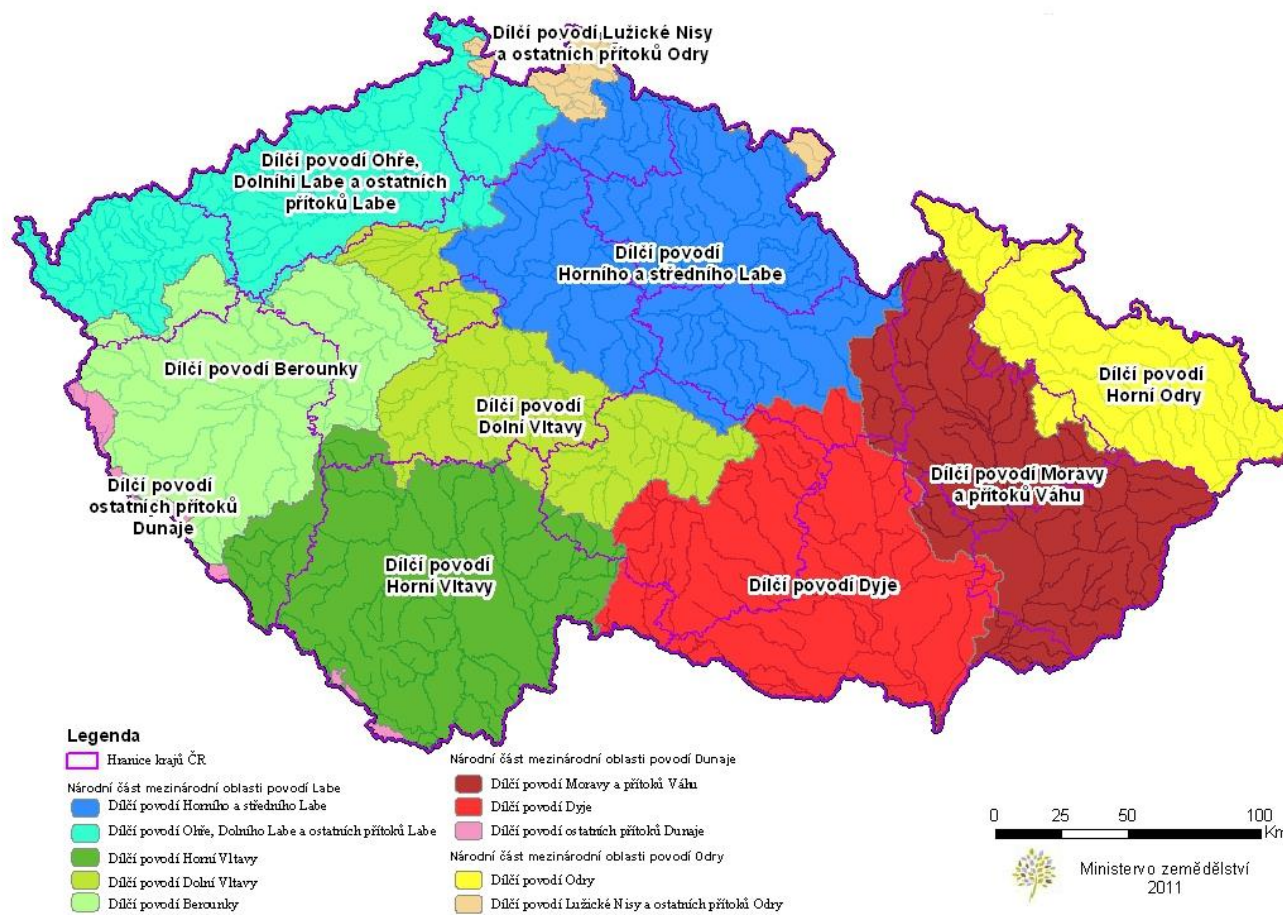 Dílčí povodí Lužické Nisy
a ostatních přítoků Odry
Dílčí povodí Ohře,
Dolníhi Labe a ostatních
přítoků Labe
Dílčí povodí
Horního a středního Labe
Dílčí povodí Berounky
Dílčí povodí
Horní Odry
Dílčí povodí
Dolní Vltavy
Dílčí povodí Moravy
a přítoků Váhu
Dílčí povodí
ostatních přítoků
Dunaje
Dílčí povodí
Horní Vltavy
Dílčí povodí Dyje
Legenda
Hranice krajů ČR
Národní část mezinárodní oblasti povodí Labe
Dílčí povodí Horního a středního Labe
Dílčí povodí Ohře, Dolního Labe a ostatních přítoků Labe
Dílčí povodí Horní Vltavy
Dílčí povodí Dolní Vltavy
Dílčí povodí Berounky
Národní část mezinárodní oblasti povodí Dunaje
Dílčí povodí Moravy a přítoků Váhu
Dílčí povodí Dyje
Dílčí povodí ostatních přítoků Dunaje
Národní část mezinárodní oblasti povodí Odry
Dílčí povodí Odry
Dílčí povodí Lužické Nisy a ostatních přítoků Odry
0 25 50 100
Km
Ministervo zemědělství
2011